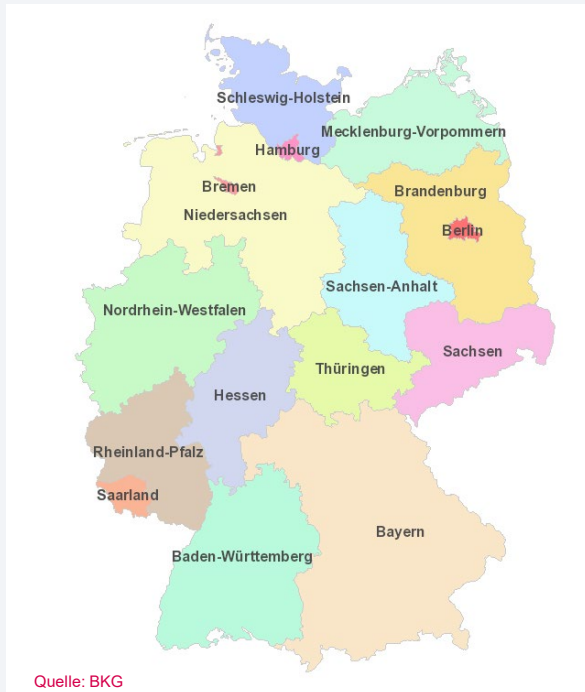 Schleswig-Holstein
Mecklenburg-Vorpommern
Hamburg
Bremen
Brandenburg
Niedersachsen
Berlin
Sachsen-Anhalt
Nordrhein-Westfalen
Sachsen
Thüringen
Hessen
Rheinland-Pfalz
Saarland
Bayern
Baden-Württemberg
Quelle: BKG